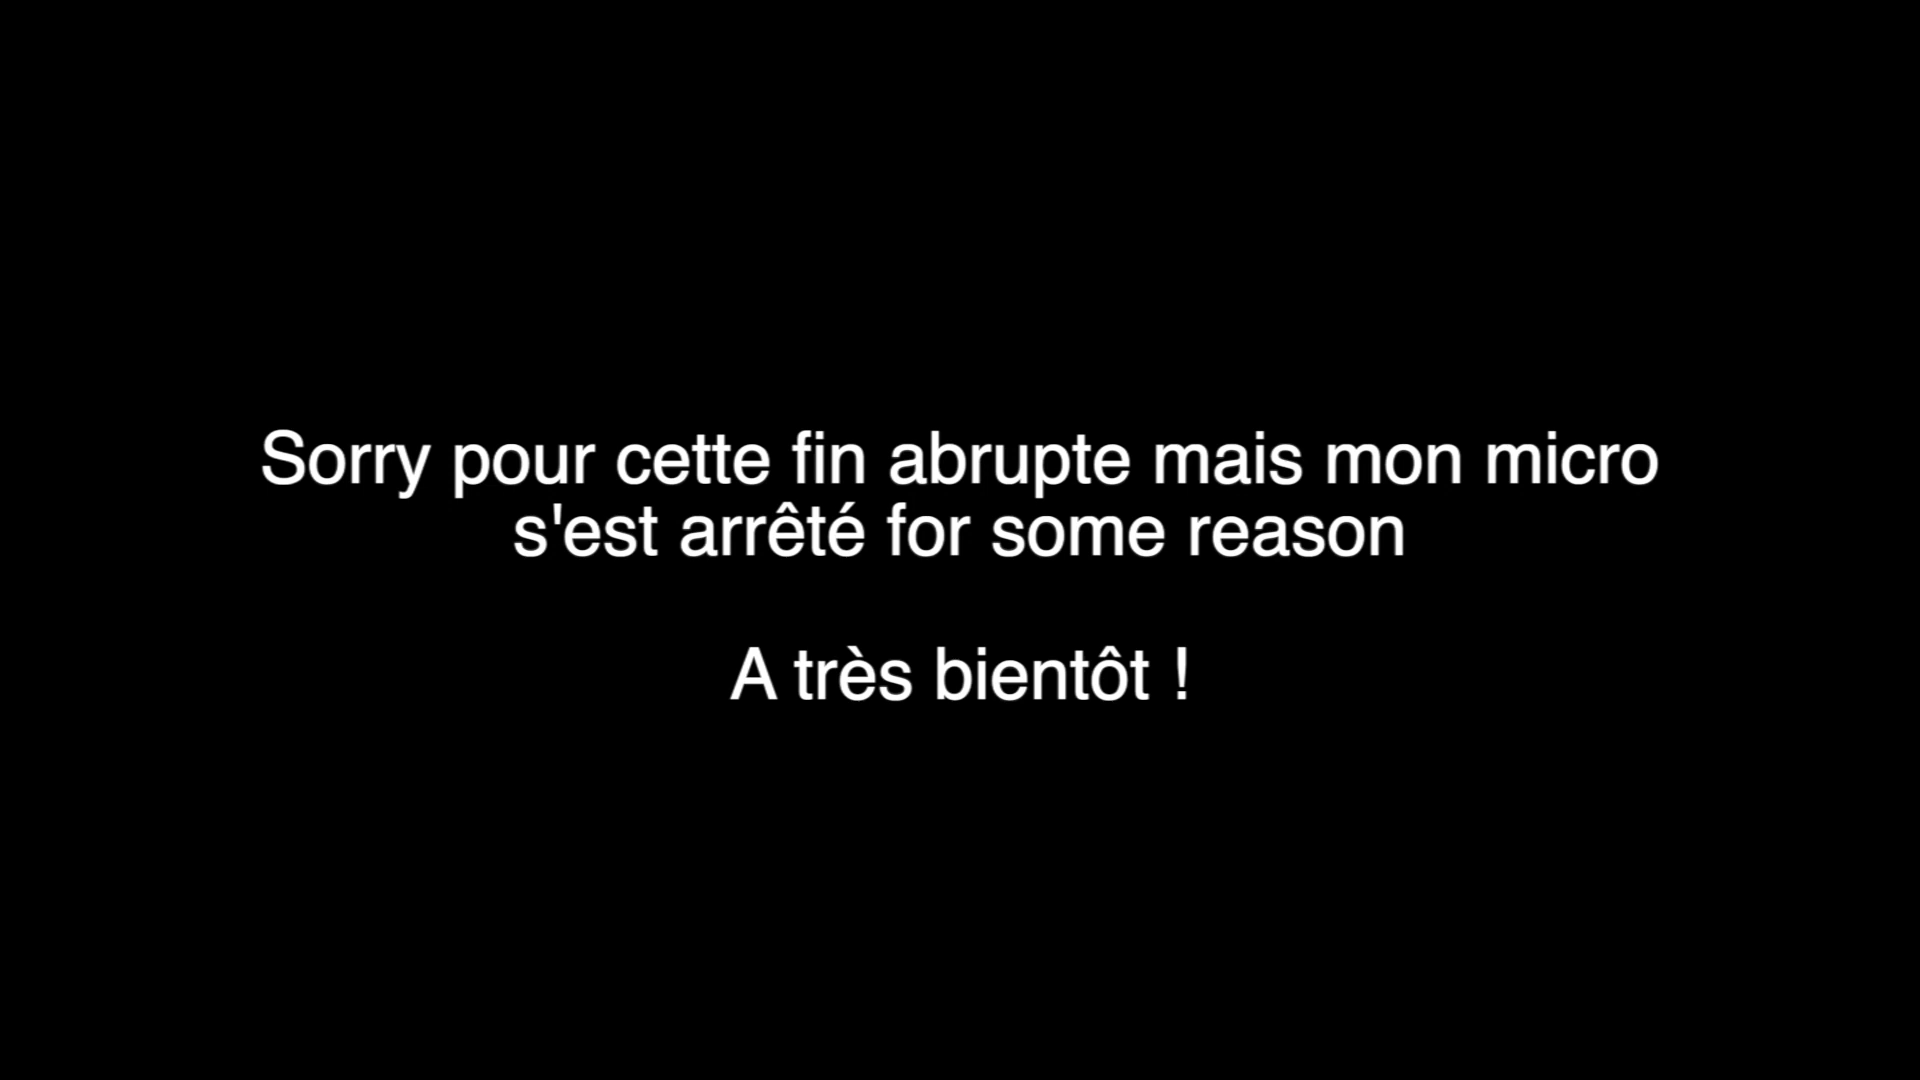 Sorry pour cette fin abrupte mais mon micro
s'est arrêté for some reason
A très bientôt !